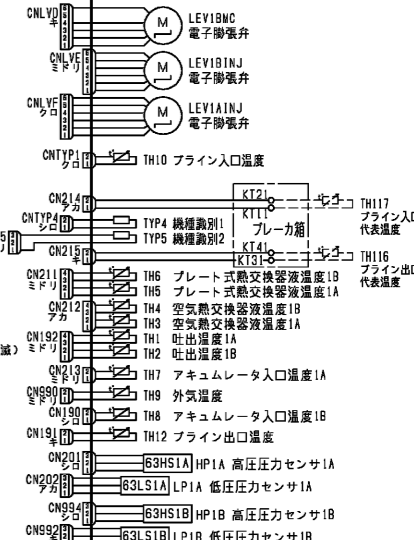 CNLVD
キ
M
LEV1BMC
電子膨張弁
CNLVE
ミドリ
M
LEV1BINJ
電子膨張弁
CNLVF
クロ
M
LEV1AINJ
電子膨張弁
CNTYP1
クロ
TH10 ブライン入口温度
CN214
アカ
KT21
KT11
ブレーカ箱
TH117
ブライン入口
代表温度
CNTYP4
シロ
TYP4 機種識別1
TYP5 機種識別2
CN215
キ
KT41
KT31
TH116
ブライン出口
代表温度
CN211
ミドリ
TH6 プレート式熱交換器液温度1B
TH5 プレート式熱交換器液温度1A
CN212
アカ
TH4 空気熱交換器液温度1B
TH3 空気熱交換器液温度1A
CN192
ミドリ
TH1 吐出温度1A
TH2 吐出温度1B
CN213
ミドリ
TH7 アキュムレータ入口温度1A
CN990
ミドリ
TH9 外気温度
CN190
シロ
TH8 アキュムレータ入口温度1B
CN191
キ
TH12 ブライン出口温度
CN201
シロ
63HS1A HP1A 高圧圧力センサ1A
CN202
アカ
63LS1A LP1A 低圧圧力センサ1A
CN994
シロ
63HS1B HP1B 高圧圧力センサ1B
CN992
キ
63LS1B LP1B 低圧圧力センサ1B